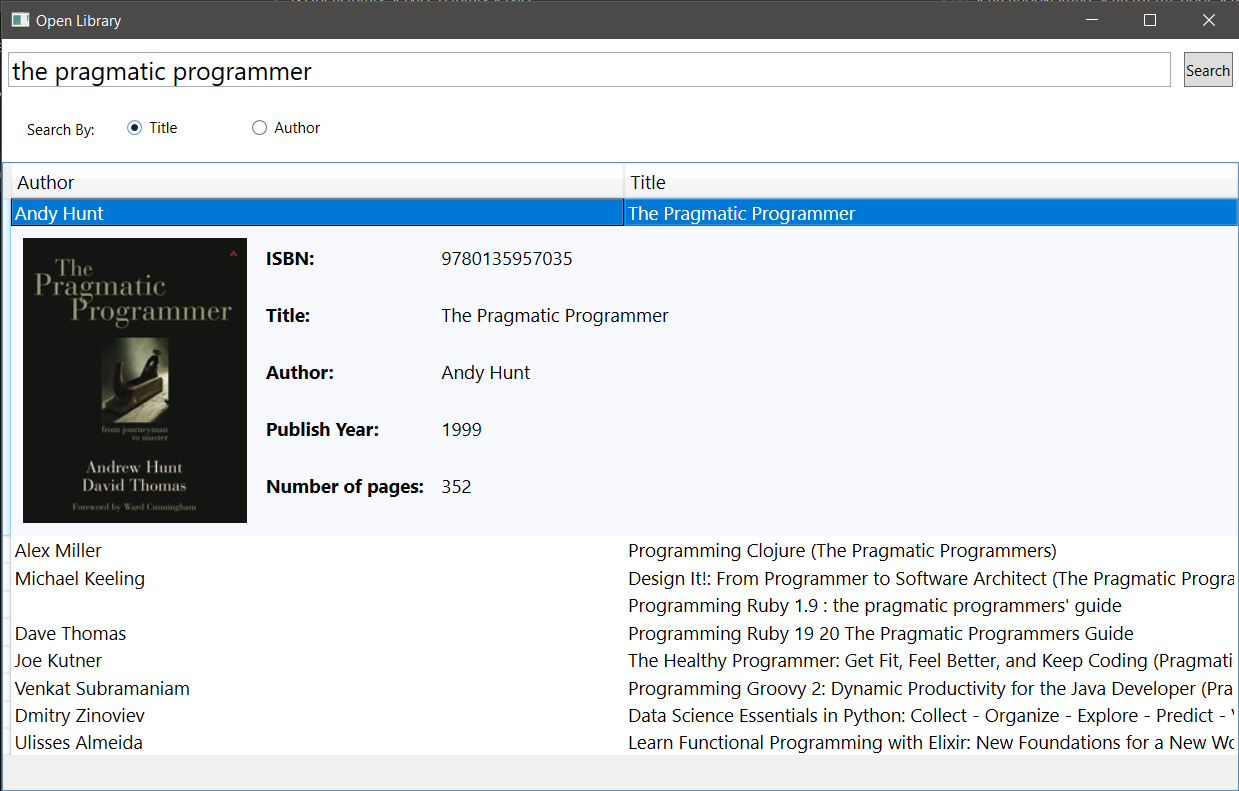 Open Library
the pragmatic programmer
Search
Search By: Title Author
Author Title
Andy Hunt The Pragmatic Programmer
The
Pragmatic
Programmer
from journeyman
to master
Andrew Hunt
David Thomas
Foreword by Ward Cunningham
ISBN: 9780135957035
Title: The Pragmatic Programmer
Author: Andy Hunt
Publish Year: 1999
Number of pages: 352
Alex Miller Programming Clojure (The Pragmatic Programmers)
Michael Keeling Design It!: From Programmer to Software Architect (The Pragmatic Progra
Programming Ruby 1.9 : the pragmatic programmers' guide
Dave Thomas Programming Ruby 19 20 The Pragmatic Programmers Guide
Joe Kutner The Healthy Programmer: Get Fit, Feel Better, and Keep Coding (Pragmati
Venkat Subramaniam Programming Groovy 2: Dynamic Productivity for the Java Developer (Pra
Dmitry Zinoviev Data Science Essentials in Python: Collect - Organize - Explore - Predict -
Ulisses Almeida Learn Functional Programming with Elixir: New Foundations for a New Wo